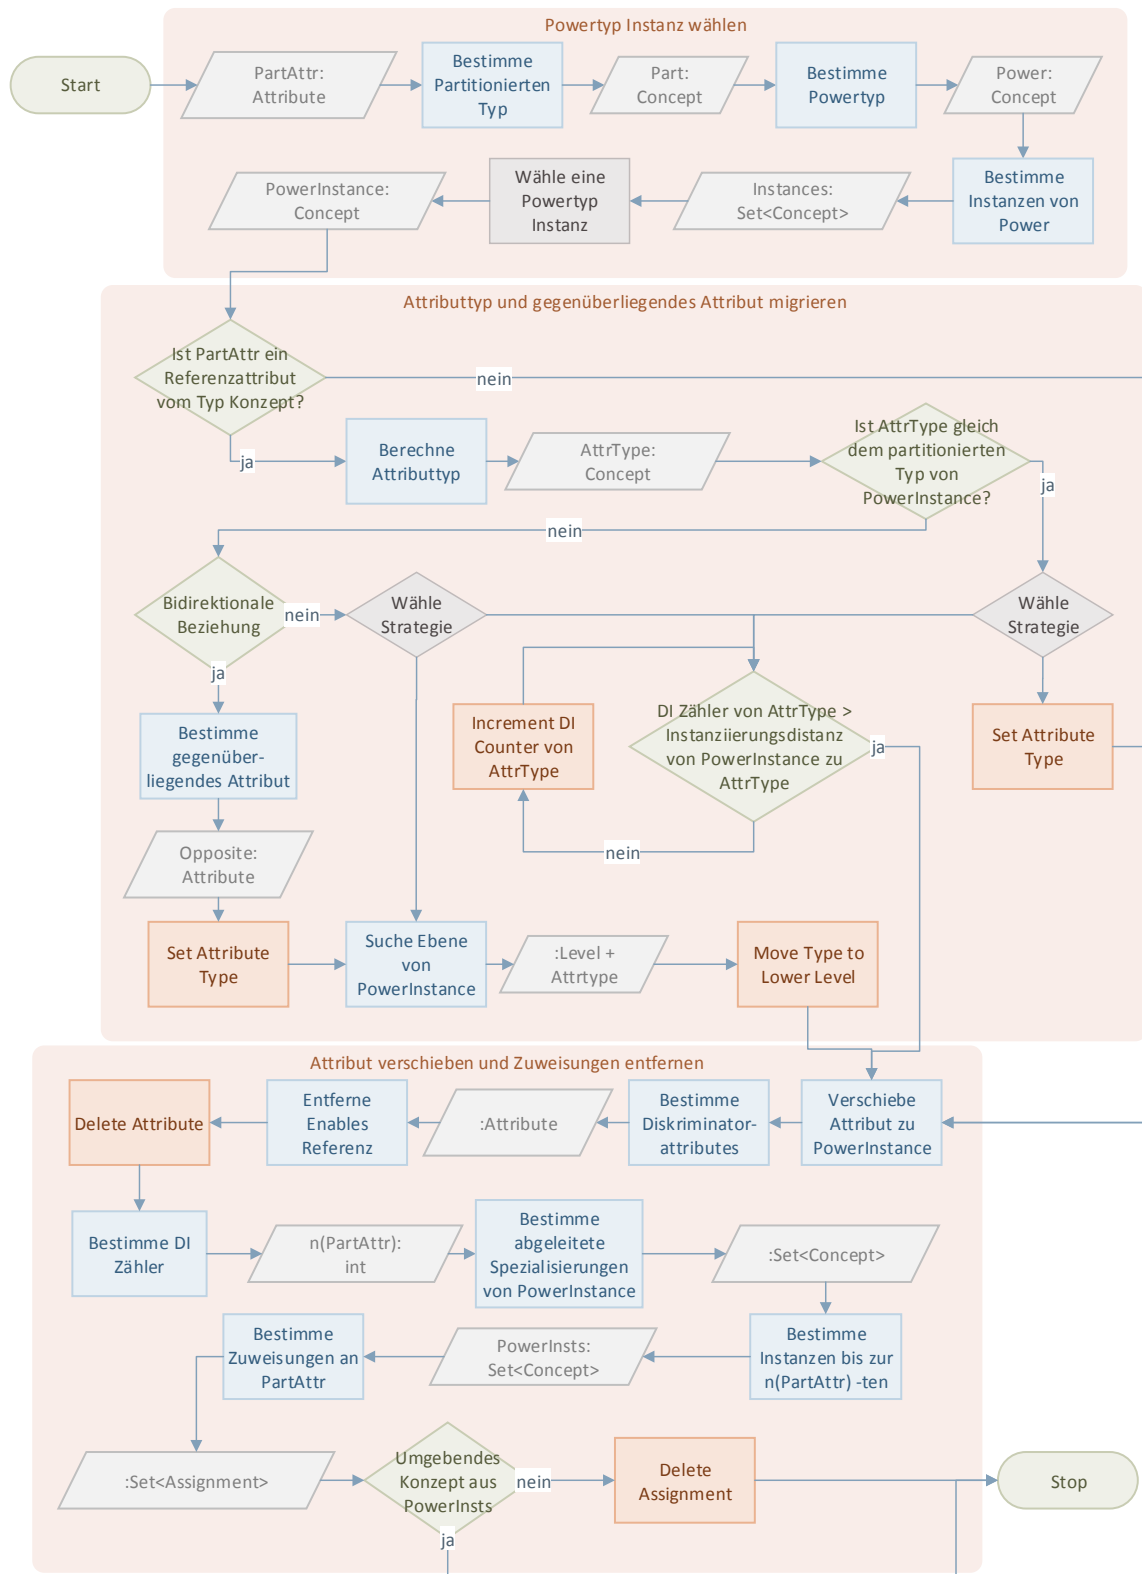 Powertyp Instanz wählen
Start
PartAttr:
Attribute
Bestimme
Partitionierten
Typ
Part:
Concept
Bestimme
Powertyp
Power:
Concept
PowerInstance:
Concept
Wähle eine
Powertyp
Instanz
Instances:
Set<Concept>
Bestimme
Instanzen von
Power
Attributtyp und gegenüberliegendes Attribut migrieren
Ist PartAttr ein
Referenzattribut
vom Typ Konzept?
nein
ja
Berechne
Attributtyp
AttrType:
Concept
Ist AttrType gleich
dem partitionierten
Typ von
PowerInstance?
ja
nein
Bidirektionale
Beziehung
nein
Wähle
Strategie
Wähle
Strategie
ja
Bestimme
gegenüber-
liegendes Attribut
Increment DI
Counter von
AttrType
DI Zähler von AttrType >
Instanziierungsdistanz
von PowerInstance zu
AttrType
ja
Set Attribute
Type
nein
Opposite:
Attribute
Set Attribute
Type
Suche Ebene
von
PowerInstance
:Level +
Attrtype
Move Type to
Lower Level
Attribut verschieben und Zuweisungen entfernen
Delete Attribute
Entferne
Enables
Referenz
:Attribute
Bestimme
Diskriminator-
attributes
Verschiebe
Attribut zu
PowerInstance
Bestimme DI
Zähler
n(PartAttr):
int
Bestimme
abgeleitete
Spezialisierungen
von PowerInstance
:Set<Concept>
Bestimme
Zuweisungen an
PartAttr
PowerInsts:
Set<Concept>
Bestimme
Instanzen bis zur
n(PartAttr) -ten
:Set<Assignment>
Umgebendes
Konzept aus
PowerInsts
nein
Delete
Assignment
Stop
ja